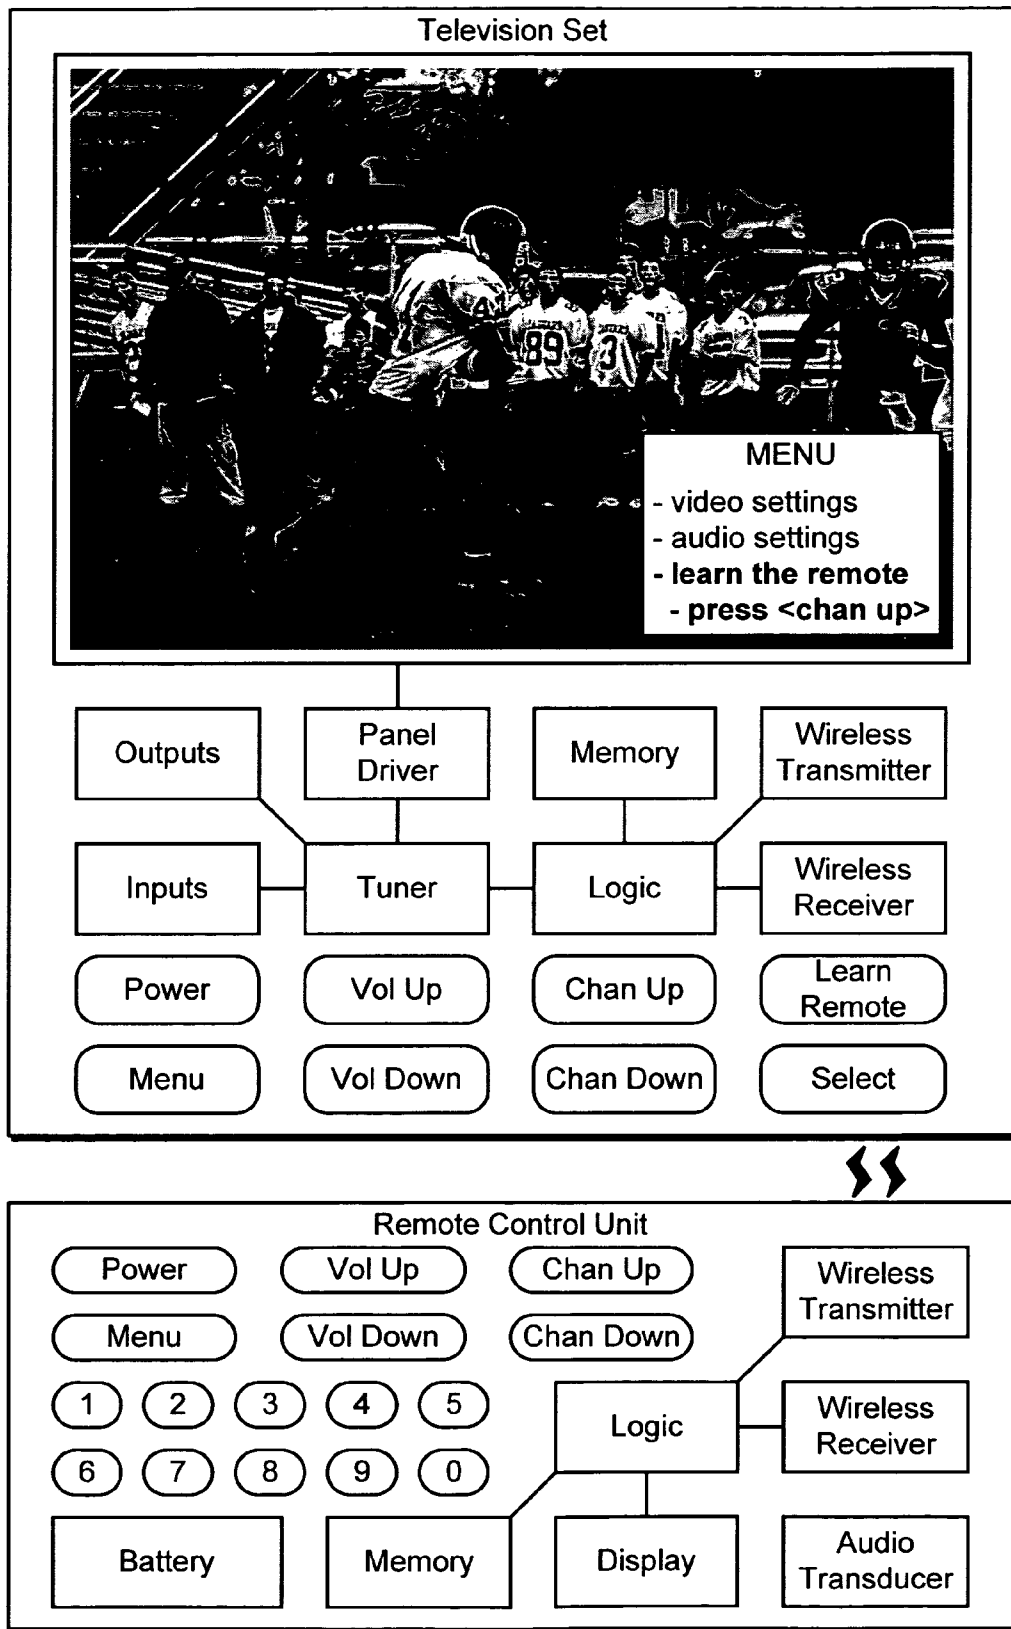 Television Set
89
3
MENU
- video settings
- audio settings
- learn the remote
- press <chan up>
Outputs
Panel
Driver
Memory
Wireless
Transmitter
Inputs
Tuner
Logic
Wireless
Receiver
Power
Vol Up
Chan Up
Learn
Remote
Menu
Vol Down
Chan Down
Select
Remote Control Unit
Power
Vol Up
Chan Up
Wireless
Transmitter
Menu
Vol Down
Chan Down
1 2 3 4 5
Logic
Wireless
Receiver
6 7 8 9 0
Battery
Memory
Display
Audio
Transducer